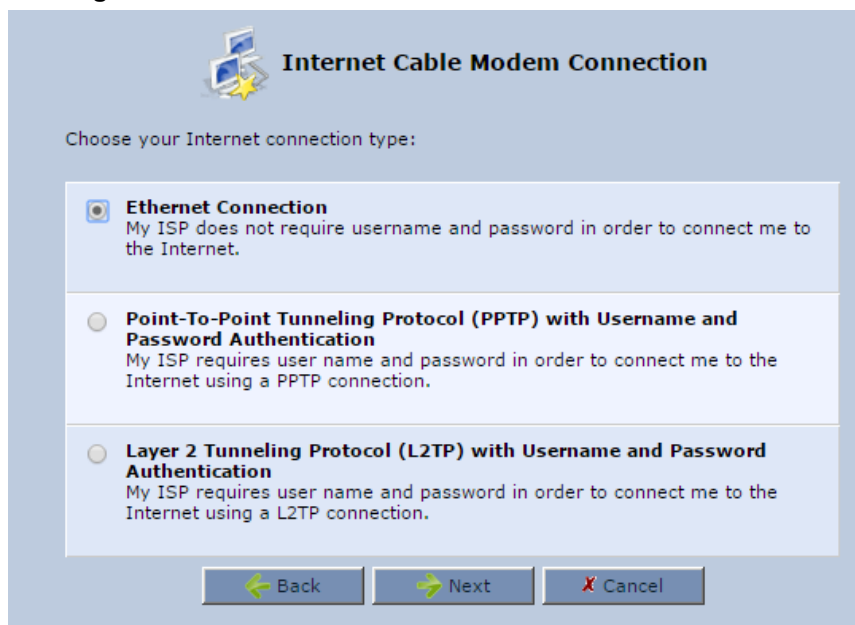 Internet Cable Modem Connection
Choose your Internet connection type:
Ethernet Connection
My ISP does not require username and password in order to connect me to
the Internet.
Point-To-Point Tunneling Protocol (PPTP) with Username and
Password Authentication
My ISP requires user name and password in order to connect me to the
Internet using a PPTP connection.
Layer 2 Tunneling Protocol (L2TP) with Username and Password
Authentication
My ISP requires user name and password in order to connect me to the
Internet using a L2TP connection.
Back Next Cancel